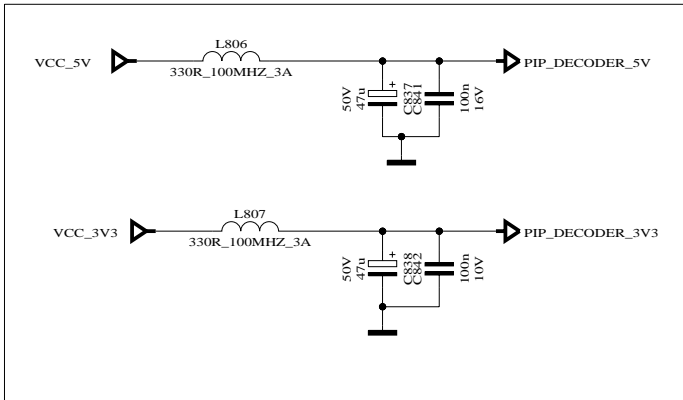 L806
VCC_5V
PIP_DECODER_5V
330R_100MHZ_3A
50V
47u
+
C837
C841
100n
16V
L807
VCC_3V3
PIP_DECODER_3V3
330R_100MHZ_3A
50V
47u
+
C838
C842
100n
10V